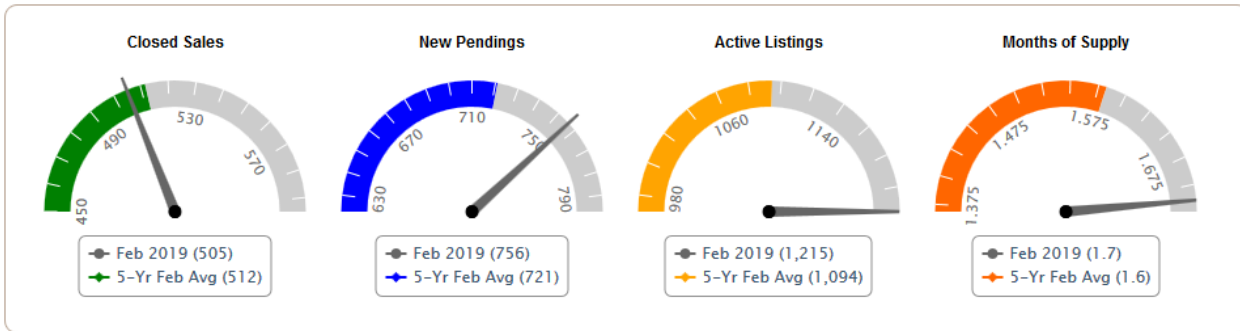 Closed Sales
450
490
530
570
Feb 2019 (505)
5-Yr Feb Avg (512)
New Pendings
630
670
710
750
790
Feb 2019 (756)
5-Yr Feb Avg (721)
Active Listings
980
1060
1140
Feb 2019 (1,215)
5-Yr Feb Avg (1,094)
Months of Supply
1.375
1.475
1.575
1.675
Feb 2019 (1.7)
5-Yr Feb Avg (1.6)